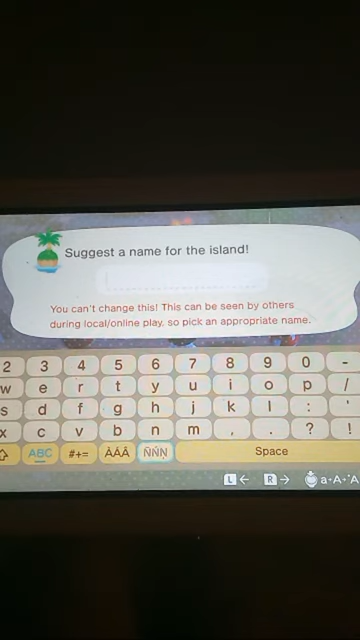 Suggest a name for the island!
You can't change this! This can be seen by others
during local/online play, so pick an appropriate name.
2 3 4 5 6 7 8 9 0 -
w e r t y u i o p /
s d f g h j k l : '
x c v b n m , . ? !
ABC #+= ÀÁÂ ÑÑÑ Space
L ← R → a·A·'A